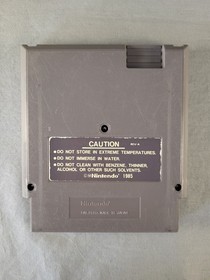 CAUTION
●DO NOT STORE IN EXTREME TEMPERATURES.
●DO NOT IMMERSE IN WATER.
●DO NOT CLEAN WITH BENZENE, THINNER,
ALCOHOL OR OTHER SUCH SOLVENTS.
©Nintendo 1985
Nintendo